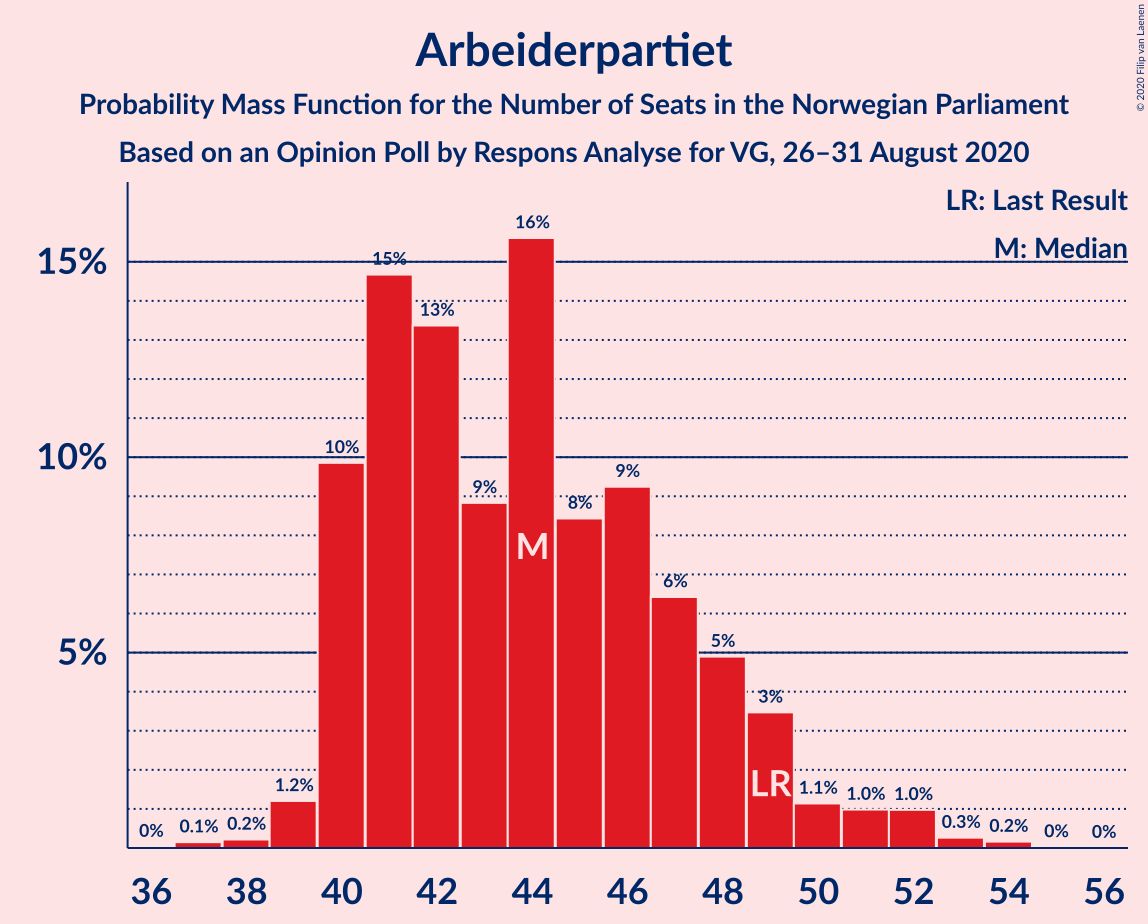 Arbeiderpartiet
Probability Mass Function for the Number of Seats in the Norwegian Parliament
Based on an Opinion Poll by Respons Analyse for VG, 26–31 August 2020
© 2020 Filip van Laenen
LR: Last Result
M: Median
15%
10%
5%
0%
0.1%
0.2%
1.2%
10%
15%
13%
9%
16%
8%
9%
6%
5%
3%
1.1%
1.0%
1.0%
0.3%
0.2%
0%
0%
M
LR
36 38 40 42 44 46 48 50 52 54 56